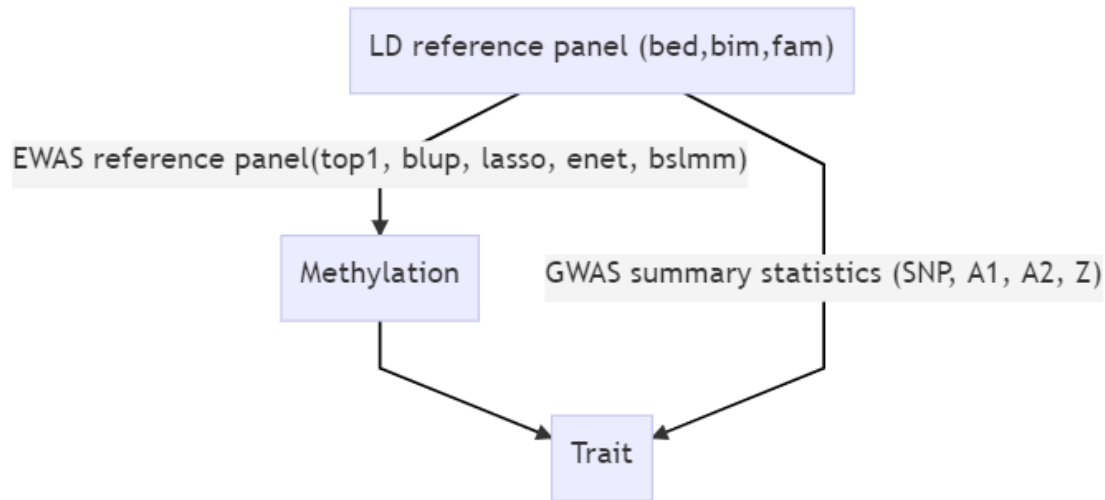 LD reference panel (bed,bim,fam)
EWAS reference panel(top1, blup, lasso, enet, bslmm)
Methylation
GWAS summary statistics (SNP, A1, A2, Z)
Trait